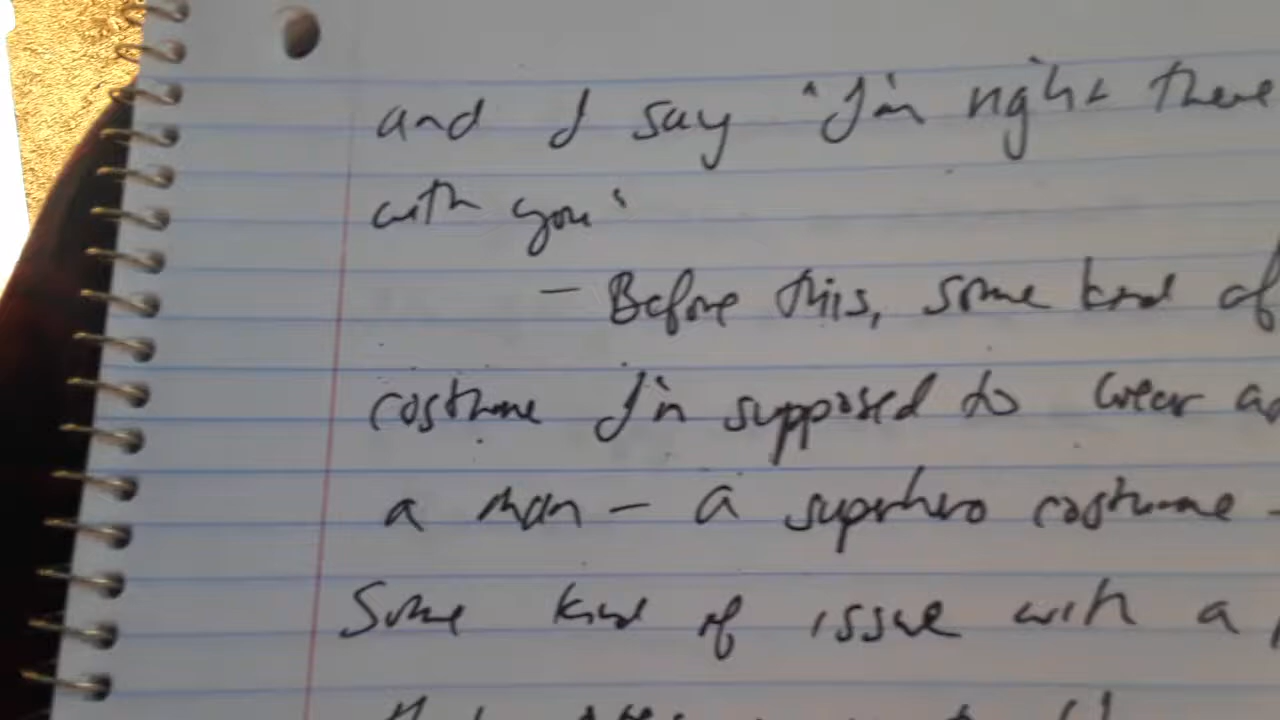 and I say "I'm right there
with you"
- Before this, some kind of
costume I'm supposed to wear as
a man - a superhero costume -
Some kind of issue with a